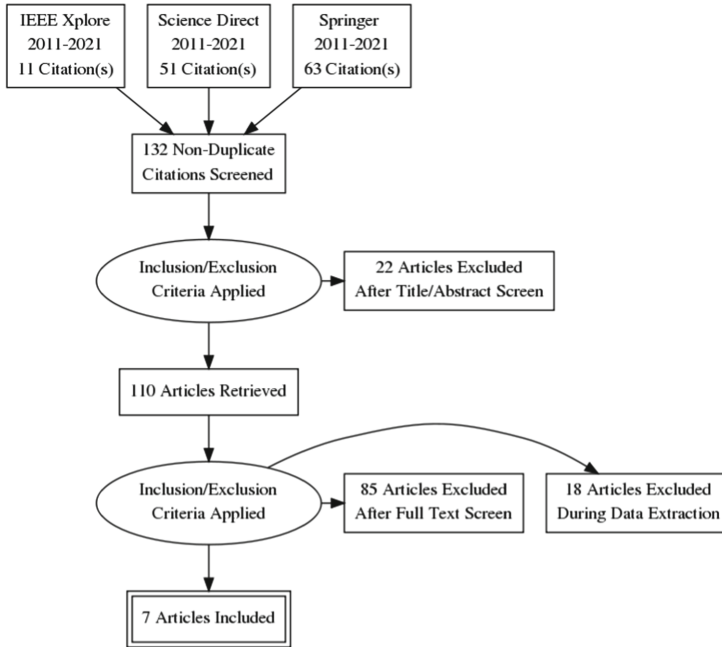 IEEE Xplore
2011-2021
11 Citation(s)
Science Direct
2011-2021
51 Citation(s)
Springer
2011-2021
63 Citation(s)
132 Non-Duplicate
Citations Screened
Inclusion/Exclusion
Criteria Applied
22 Articles Excluded
After Title/Abstract Screen
110 Articles Retrieved
Inclusion/Exclusion
Criteria Applied
85 Articles Excluded
After Full Text Screen
18 Articles Excluded
During Data Extraction
7 Articles Included